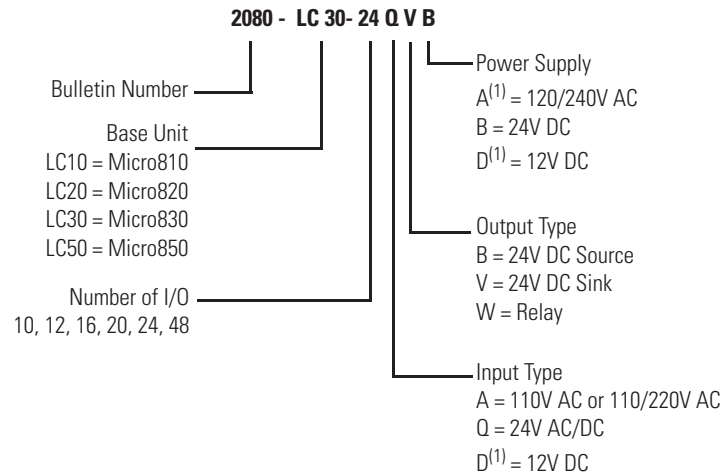 2080 - LC 30- 24 Q V B
Bulletin Number
Base Unit
LC10 = Micro810
LC20 = Micro820
LC30 = Micro830
LC50 = Micro850
Number of I/O
10, 12, 16, 20, 24, 48
Power Supply
A(1) = 120/240V AC
B = 24V DC
D(1) = 12V DC
Output Type
B = 24V DC Source
V = 24V DC Sink
W = Relay
Input Type
A = 110V AC or 110/220V AC
Q = 24V AC/DC
D(1) = 12V DC